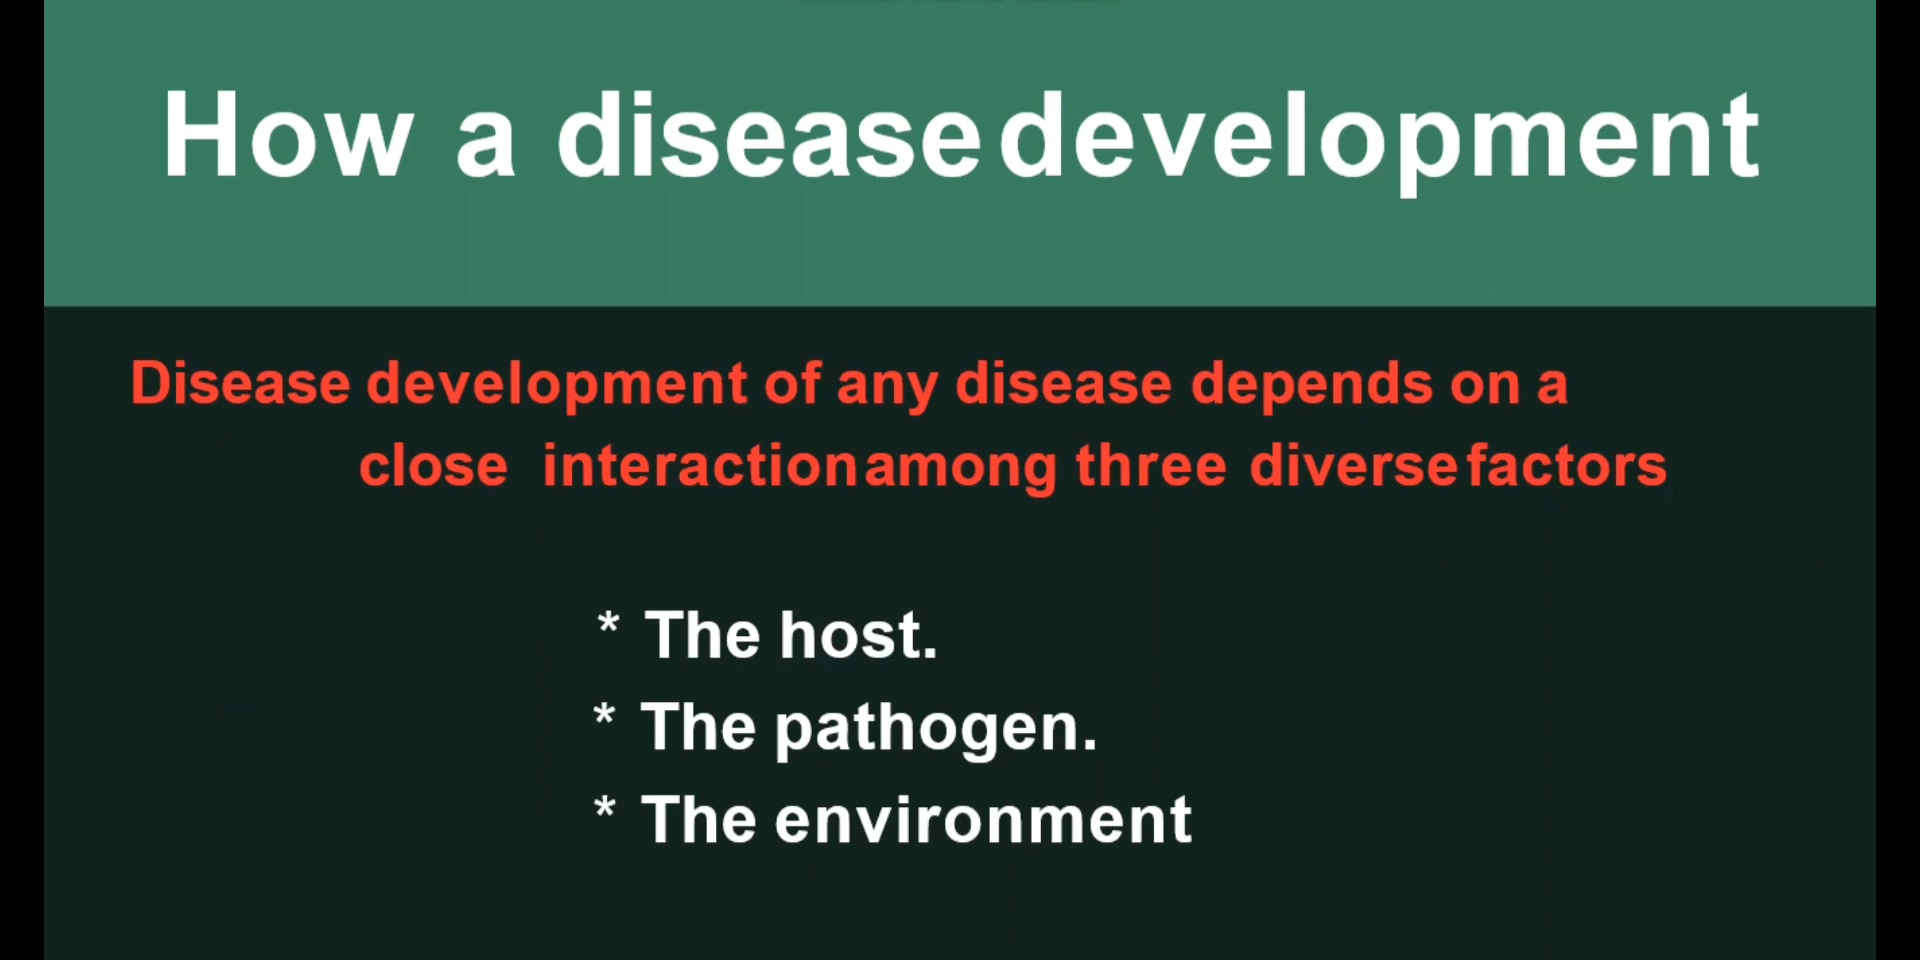 How a disease development
Disease development of any disease depends on a
close interaction among three diverse factors
* The host.
* The pathogen.
* The environment